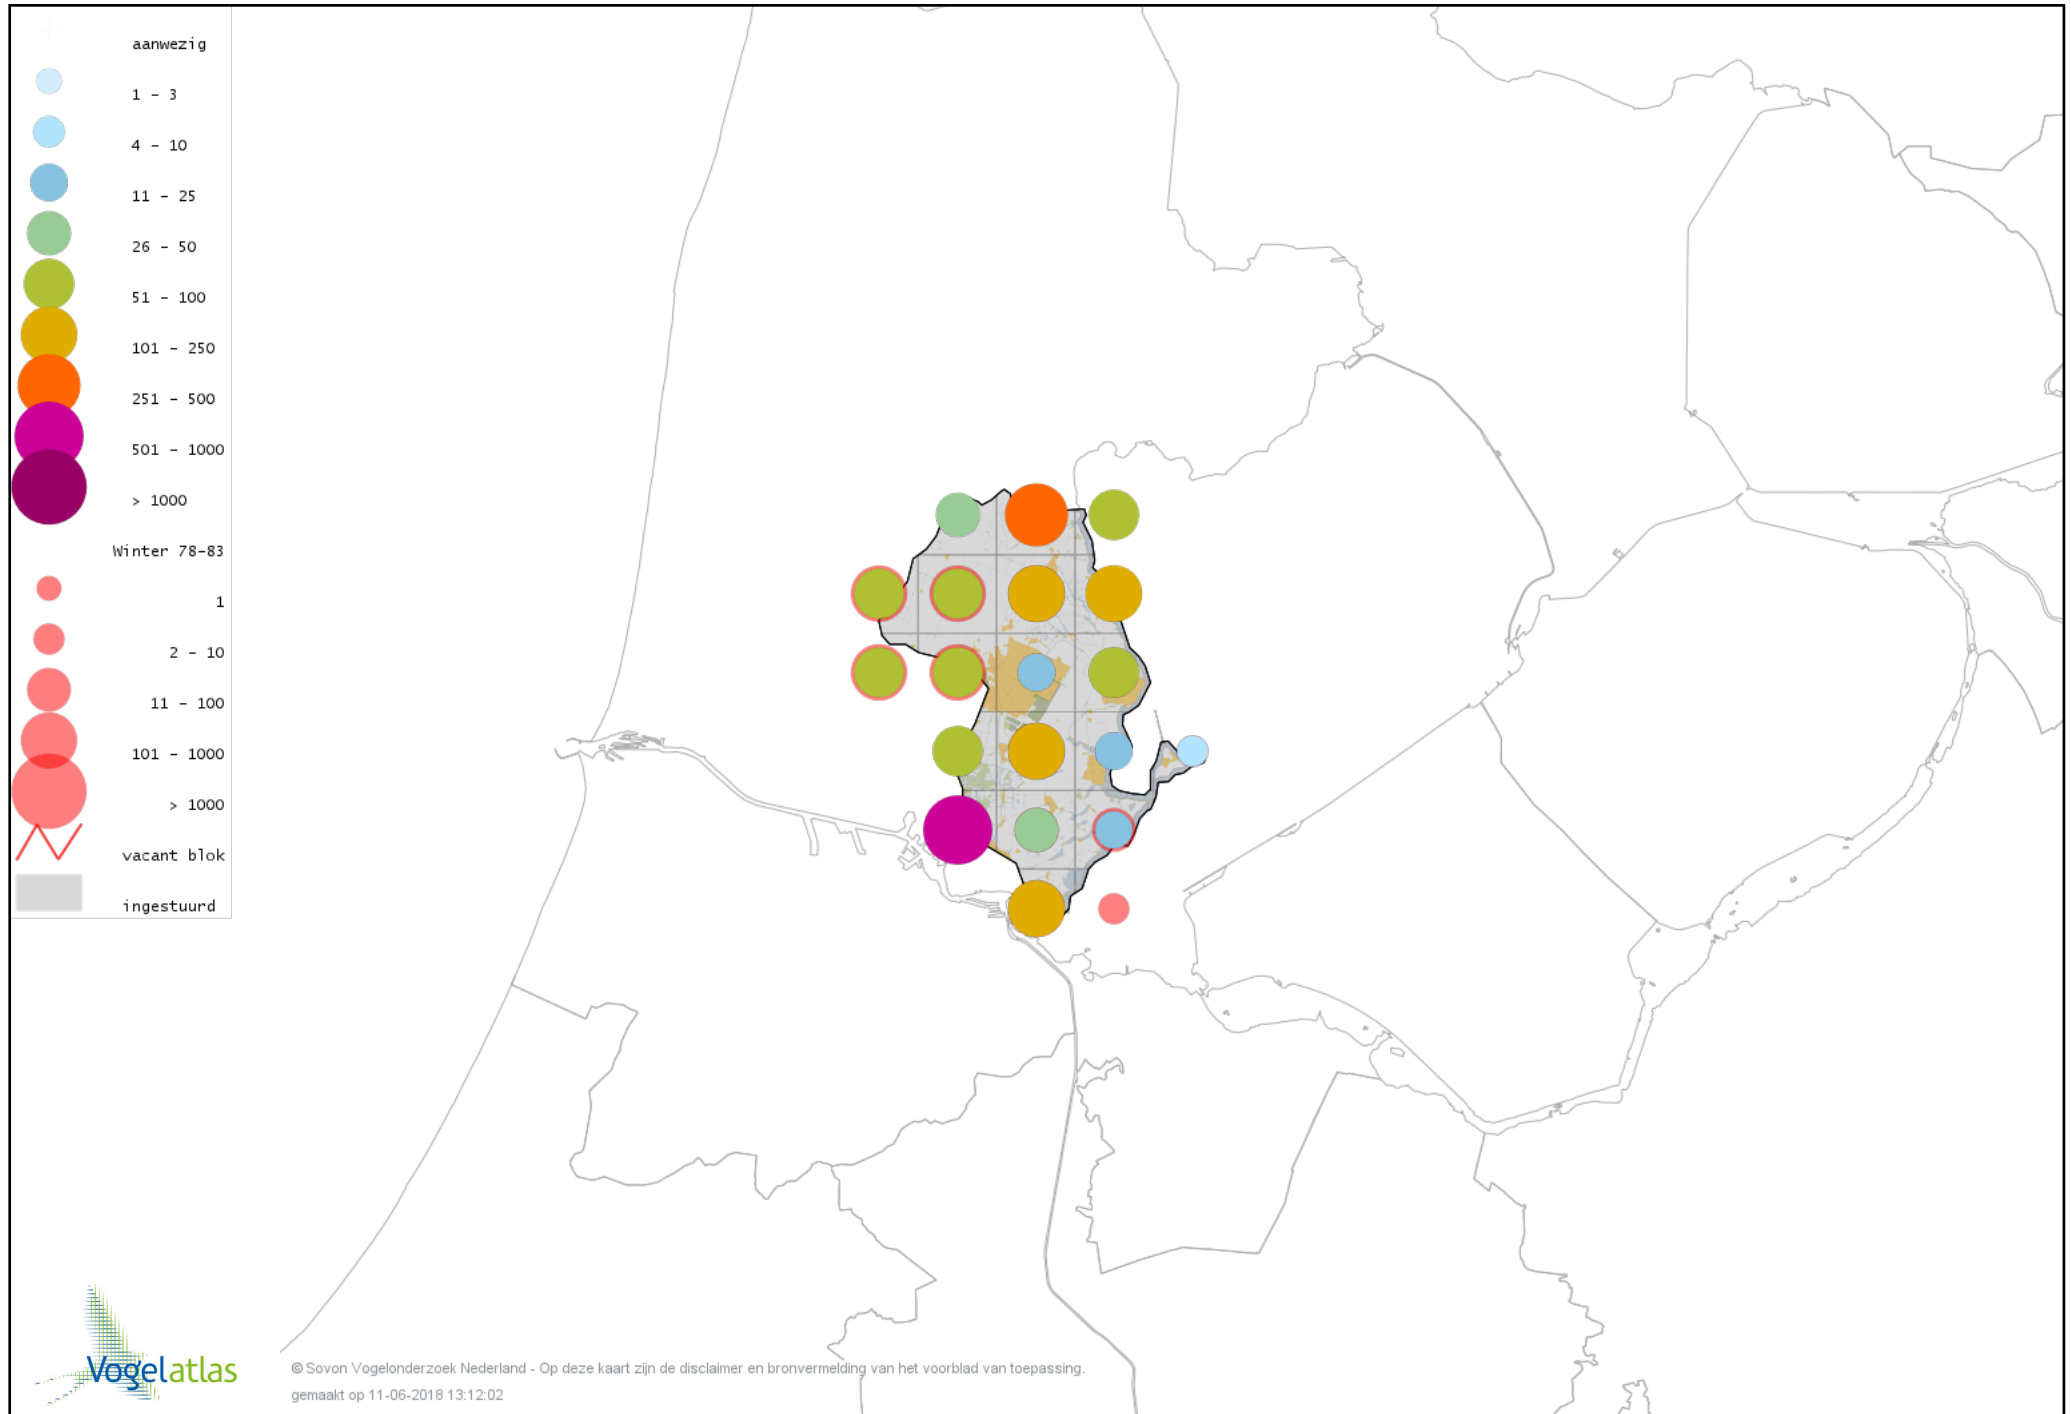 aanwezig
1 – 3
4 – 10
11 – 25
26 – 50
51 – 100
101 – 250
251 – 500
501 – 1000
> 1000
Winter 78-83
1
2 – 10
11 – 100
101 – 1000
> 1000
vacant blok
ingestuurd
Vogelatlas
© Sovon Vogelonderzoek Nederland - Op deze kaart zijn de disclaimer en bronvermelding van het voorblad van toepassing.
gemaakt op 11-06-2018 13:12:02